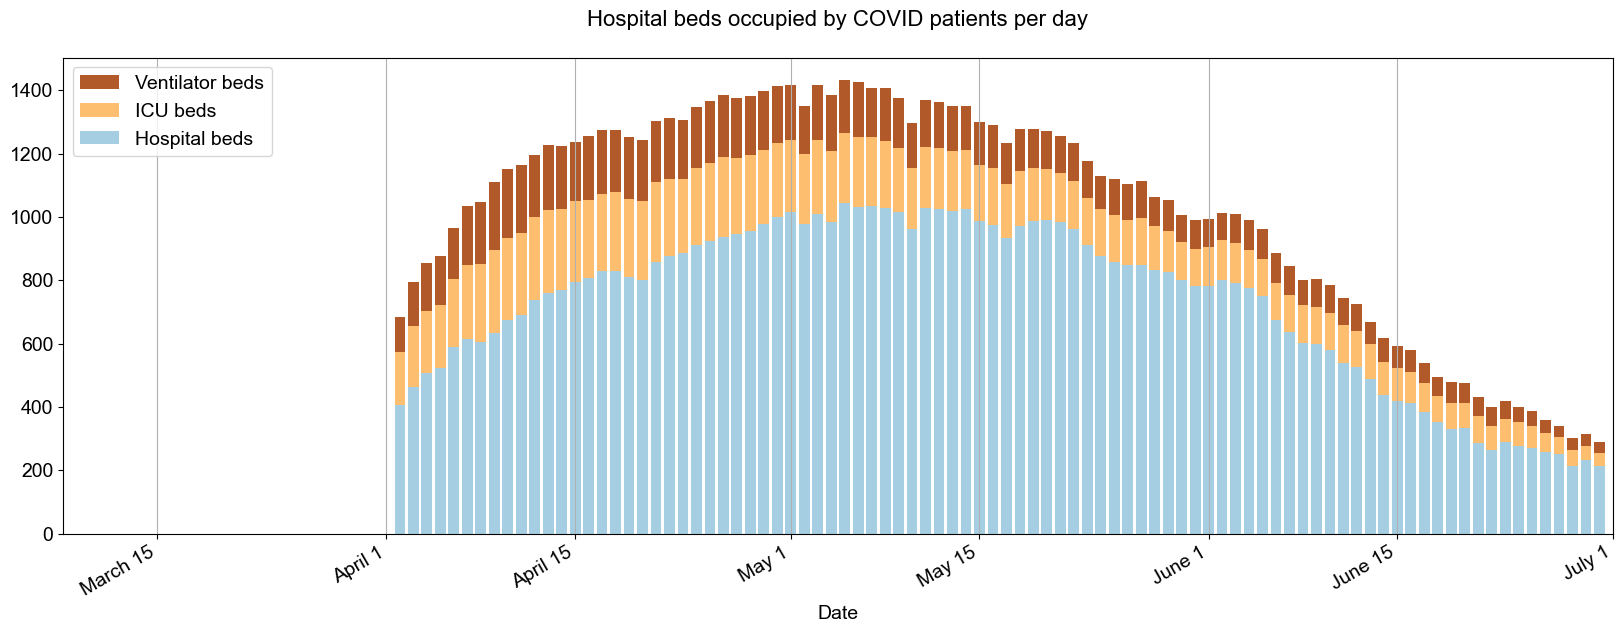 Hospital beds occupied by COVID patients per day
Ventilator beds
ICU beds
Hospital beds
1400
1200
1000
800
600
400
200
0
March 15
April 1
April 15
May 1
May 15
June 1
June 15
July 1
Date